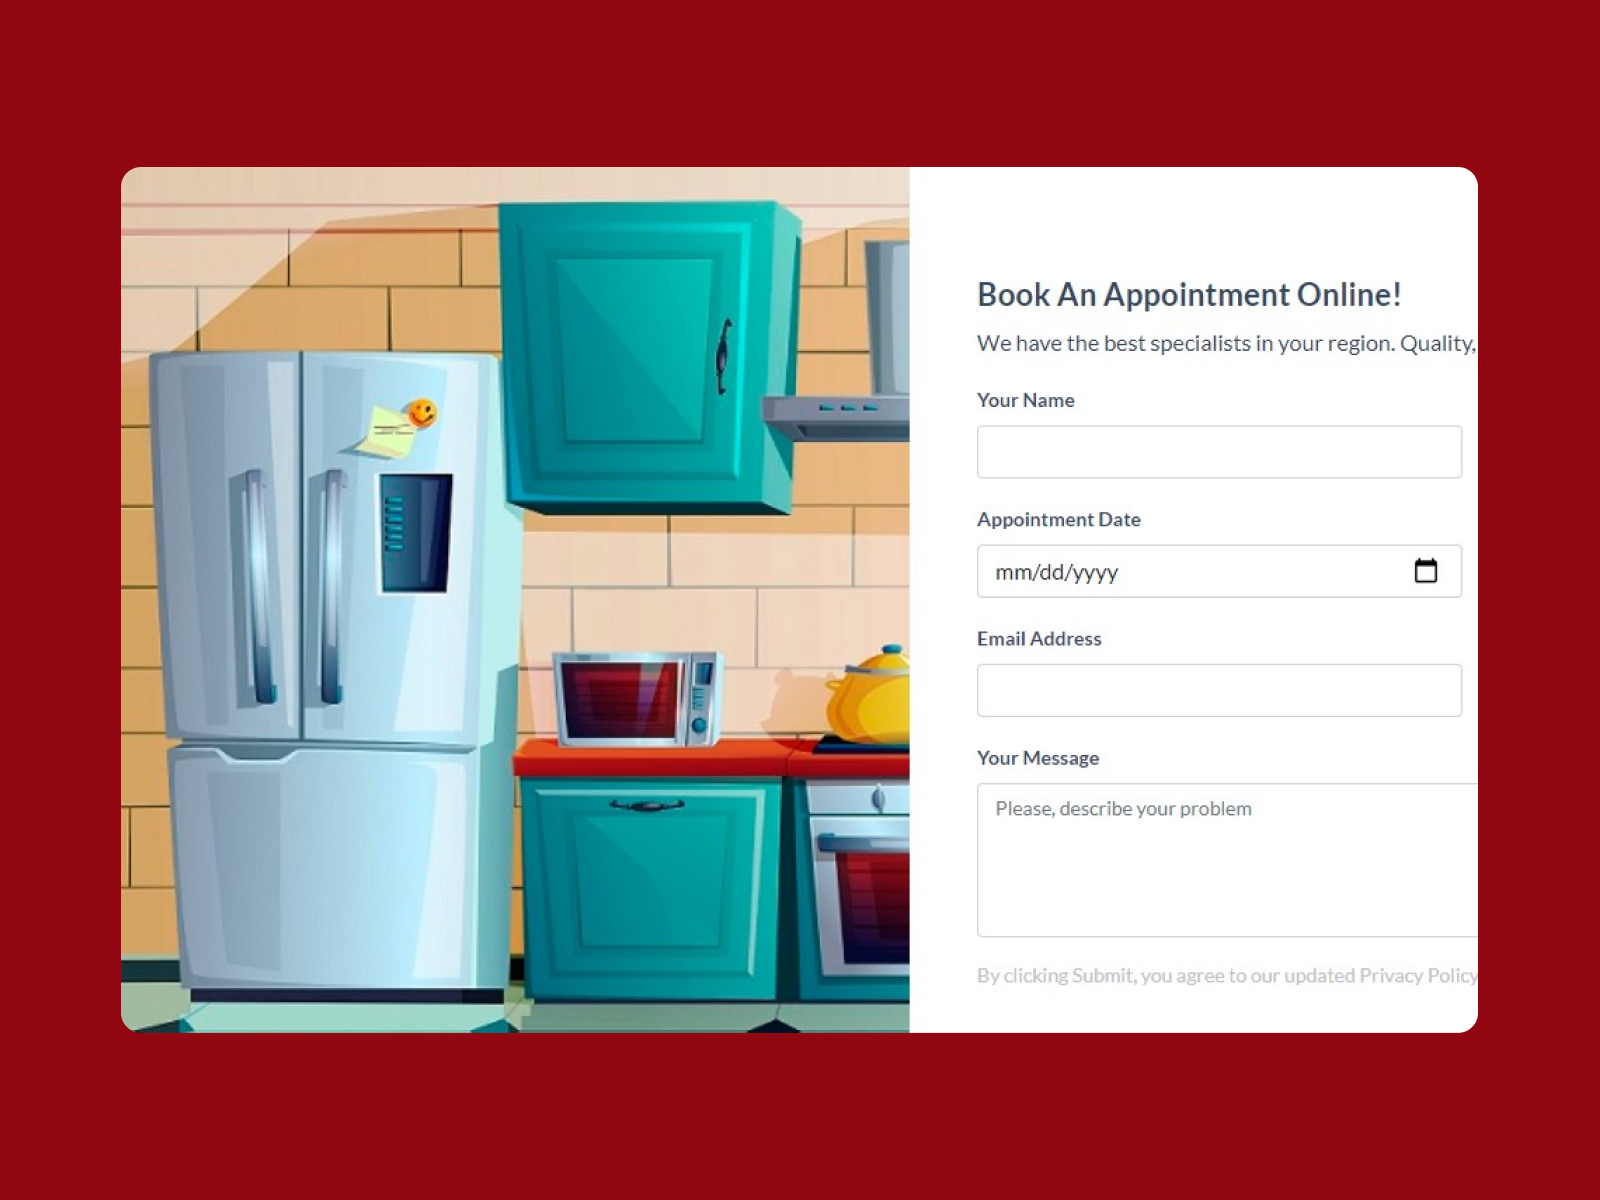 Book An Appointment Online!
We have the best specialists in your region. Quality,
Your Name
Appointment Date
mm/dd/yyyy
Email Address
Your Message
Please, describe your problem
By clicking Submit, you agree to our updated Privacy Policy